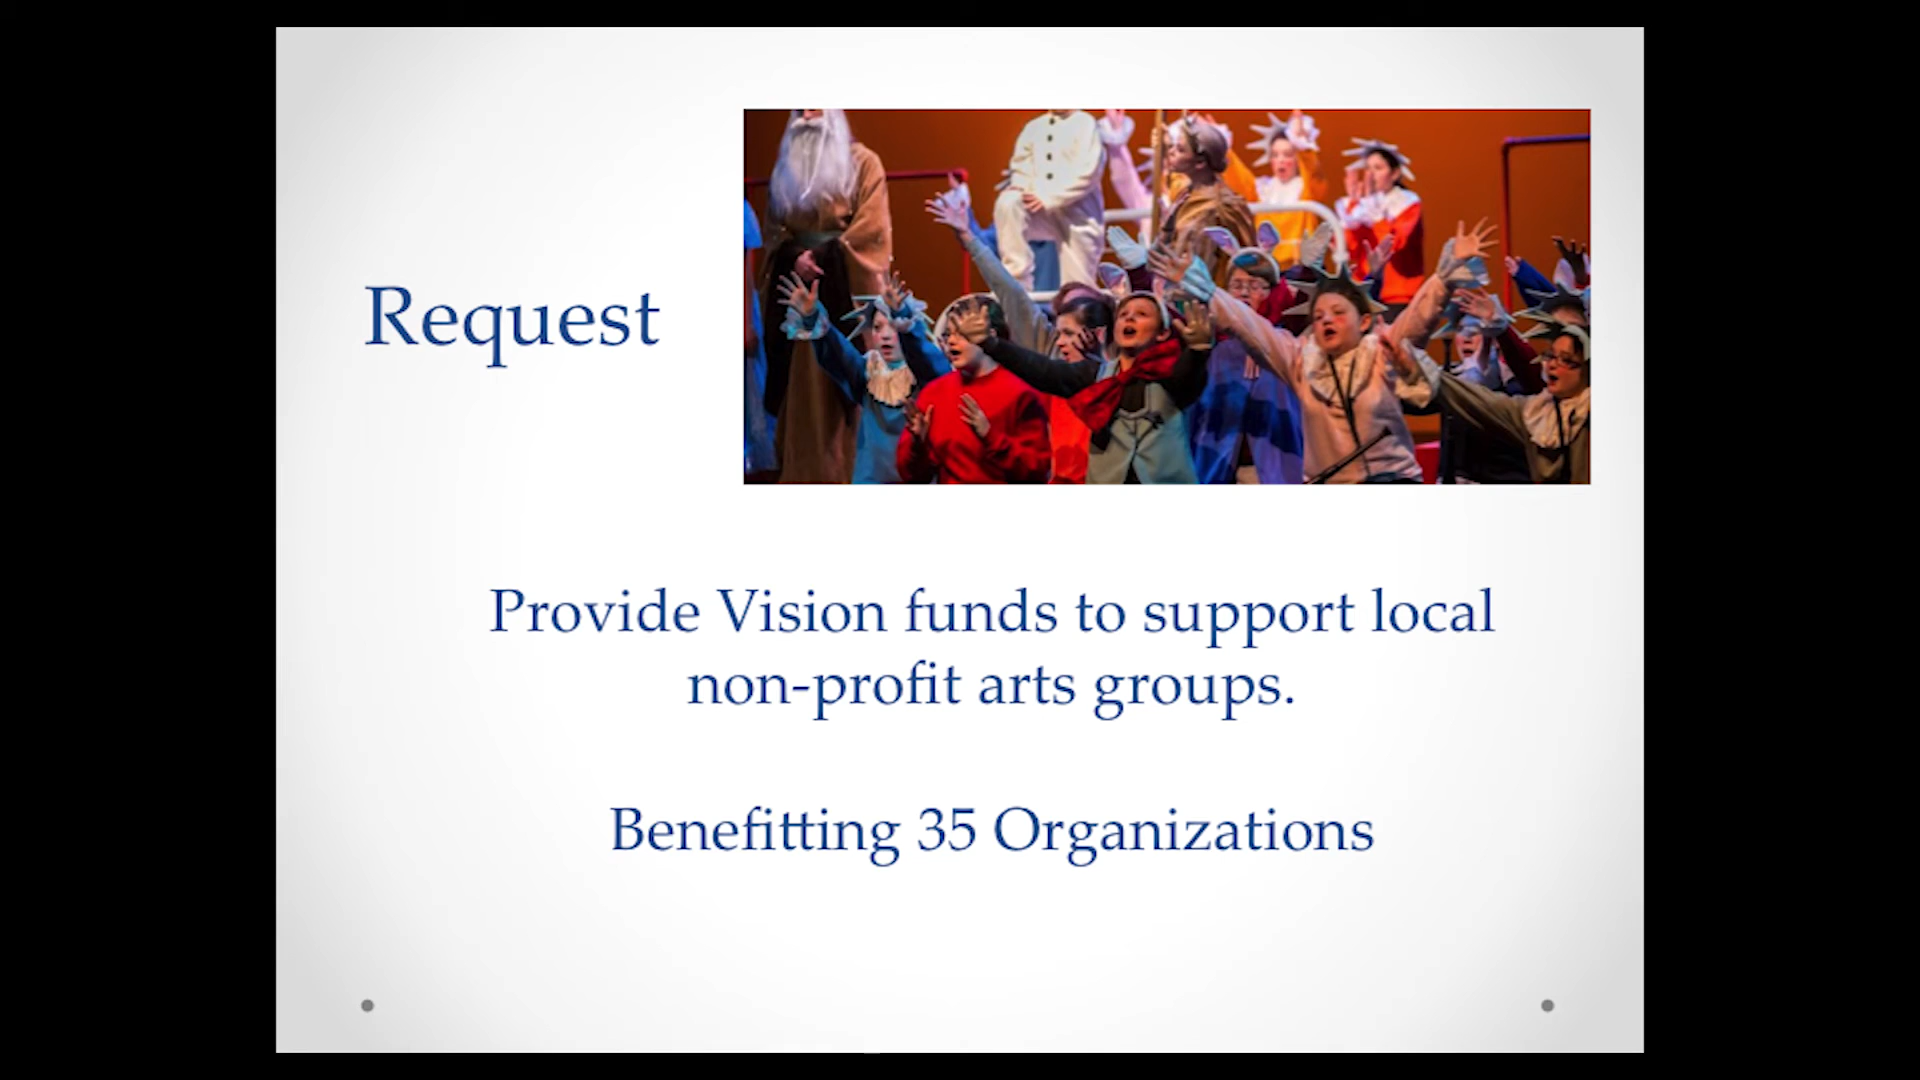 Request
Provide Vision funds to support local
non-profit arts groups.
Benefitting 35 Organizations